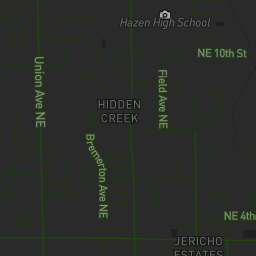 Hazen High School
NE 10th St
Union Ave NE
Field Ave NE
HIDDEN
CREEK
Bremerton Ave NE
NE 4th
JERICHO
ESTATES